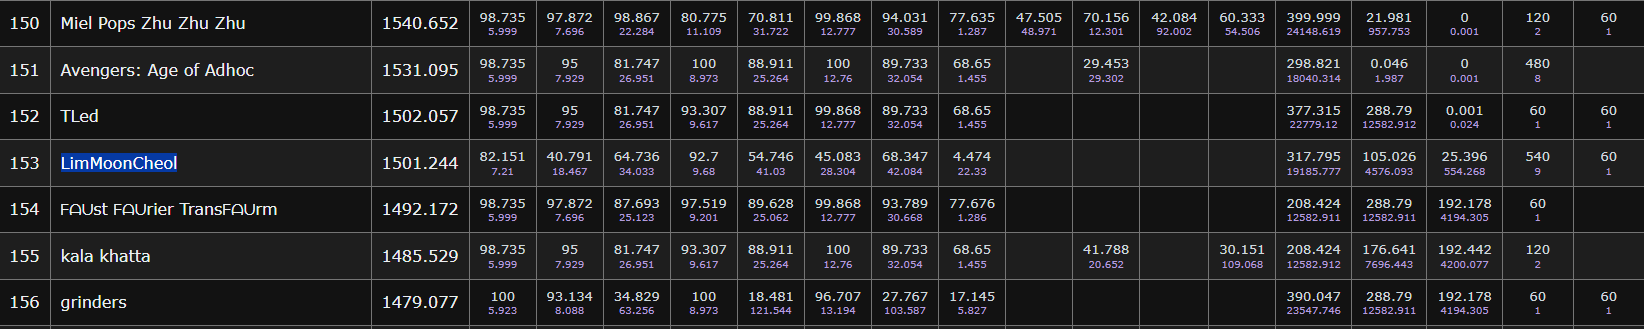 150 Miel Pops Zhu Zhu Zhu 1540.652 98.735 97.872 98.867 80.775 70.811 99.868 94.031 77.635 47.505 70.156 42.084 60.333 399.999 21.981 0 120 60
5.999 7.696 22.284 11.109 31.722 12.777 30.589 1.287 48.971 12.301 92.002 54.506 24148.619 957.753 0.001 2 1
151 Avengers: Age of Adhoc 1531.095 98.735 95 81.747 100 88.911 100 89.733 68.65 29.453 298.821 0.046 0 480
5.999 7.929 26.951 8.973 25.264 12.76 32.054 1.455 29.302 18040.314 1.987 0.001 8
152 TLed 1502.057 98.735 95 81.747 93.307 88.911 99.868 89.733 68.65 377.315 288.79 0.001 60 60
5.999 7.929 26.951 9.617 25.264 12.777 32.054 1.455 22779.12 12582.912 0.024 1 1
153 LimMoonCheol 1501.244 82.151 40.791 64.736 92.7 54.746 45.083 68.347 4.474 317.795 105.026 25.396 540 60
7.21 18.467 34.033 9.68 41.03 28.304 42.084 22.33 19185.777 4576.093 554.268 9 1
154 FᗩUst FᗩUrier TransFᗩUrm 1492.172 98.735 97.872 87.693 97.519 89.628 99.868 93.789 77.676 208.424 288.79 192.178 60
5.999 7.696 25.123 9.201 25.062 12.777 30.668 1.286 12582.911 12582.911 4194.305 1
155 kala khatta 1485.529 98.735 95 81.747 93.307 88.911 100 89.733 68.65 41.788 30.151 208.424 176.641 192.442 120
5.999 7.929 26.951 9.617 25.264 12.76 32.054 1.455 20.652 109.068 12582.912 7696.443 4200.077 2
156 grinders 1479.077 100 93.134 34.829 100 18.481 96.707 27.767 17.145 390.047 288.79 192.178 60 60
5.923 8.088 63.256 8.973 121.544 13.194 103.587 5.827 23547.746 12582.911 4194.305 1 1